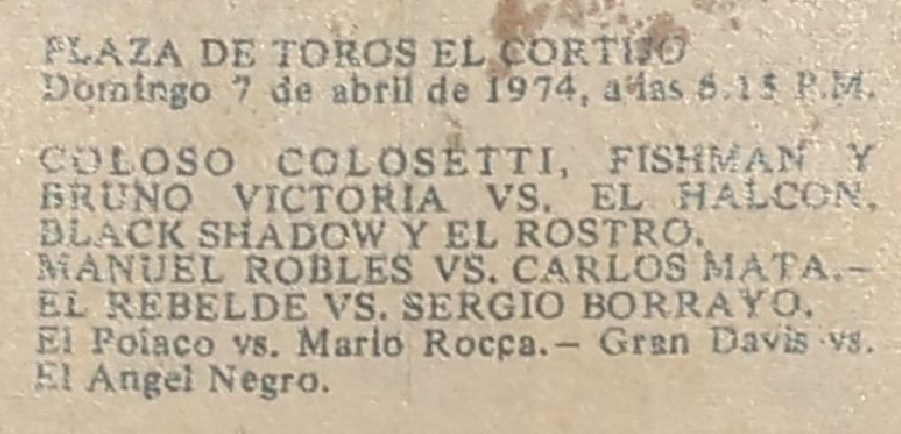 PLAZA DE TOROS EL CORTIJO
Domingo 7 de abril de 1974, a las 5.15 P.M.
COLOSO COLOSETTI, FISHMAN Y
BRUNO VICTORIA VS. EL HALCON,
BLACK SHADOW Y EL ROSTRO.
MANUEL ROBLES VS. CARLOS MATA.—
EL REBELDE VS. SERGIO BORRAYO.
El Polaco vs. Mario Rocca.— Gran Davis vs.
El Angel Negro.